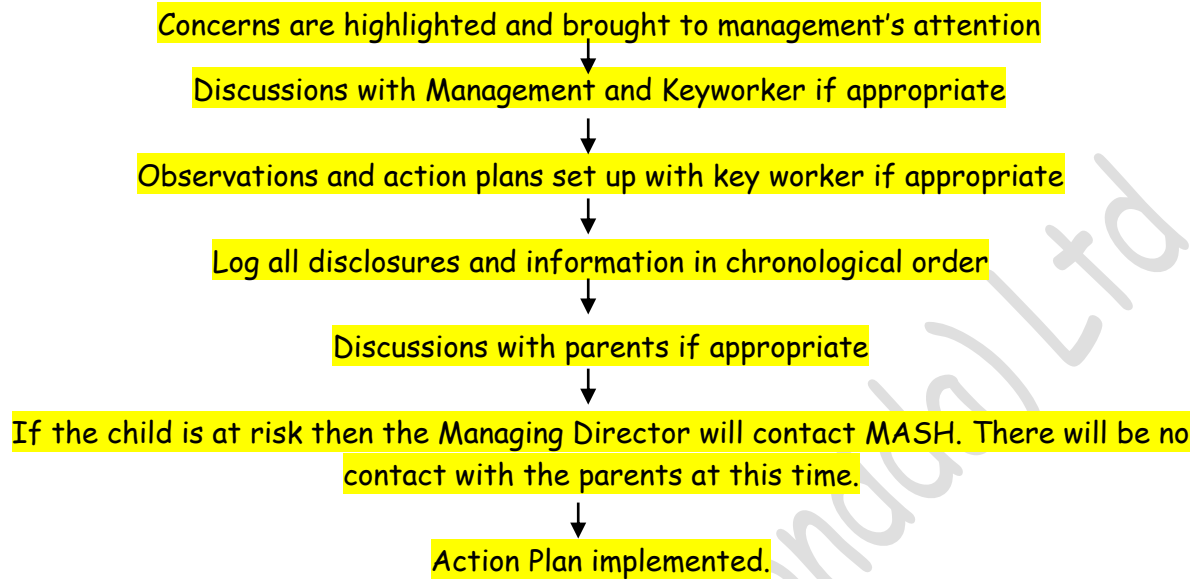 Concerns are highlighted and brought to management's attention
Discussions with Management and Keyworker if appropriate
Observations and action plans set up with key worker if appropriate
Log all disclosures and information in chronological order
Discussions with parents if appropriate
If the child is at risk then the Managing Director will contact MASH. There will be no
contact with the parents at this time.
Action Plan implemented.
Ltd